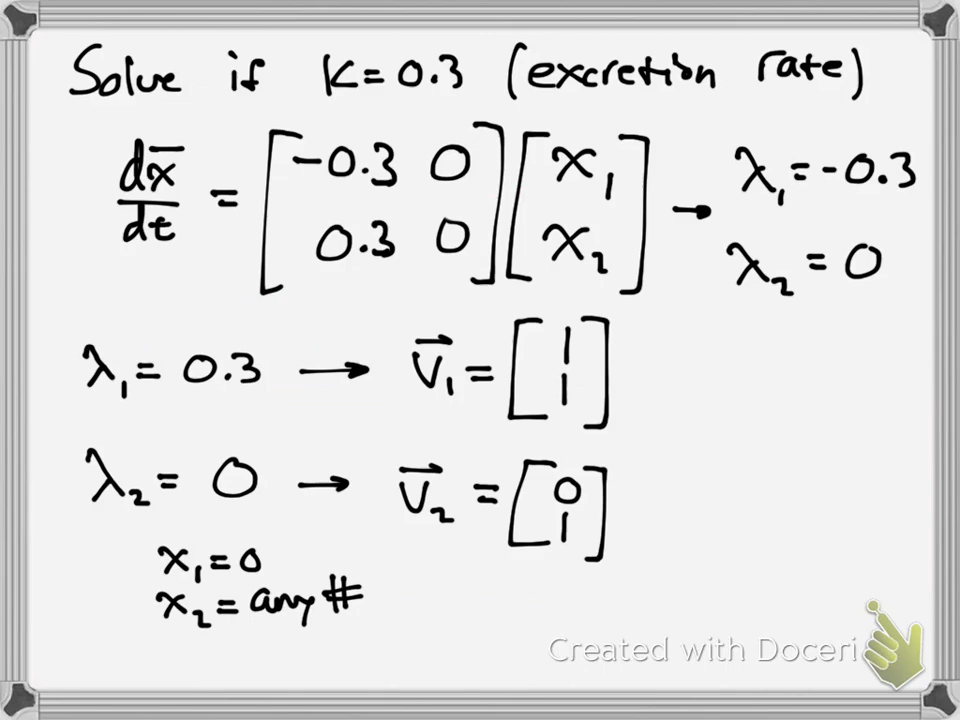 Solve if K = 0.3 (excretion rate)
dx̄/dt = [-0.3 0; 0.3 0] [x₁; x₂] → λ₁ = -0.3
λ₂ = 0
λ₁ = 0.3 → v⃗₁ = [1; 1]
λ₂ = 0 → v⃗₂ = [0; 1]
x₁ = 0
x₂ = any #
Created with Doceri